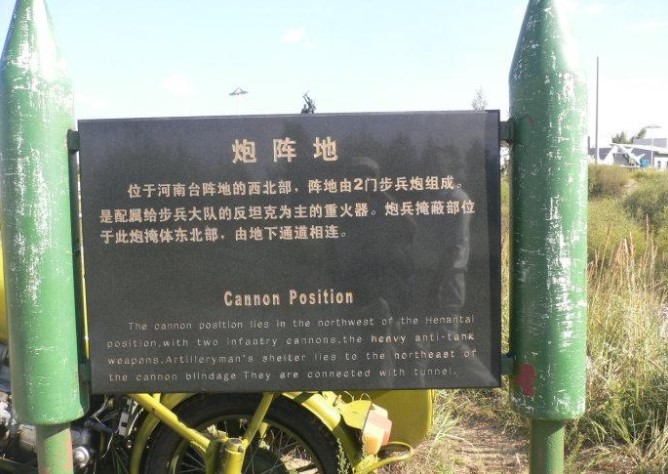 炮阵地
位于河南台阵地的西北部，阵地由2门步兵炮组成。
是配属给步兵大队的反坦克为主的重火器。炮兵掩蔽部位
于此炮掩体东北部，由地下通道相连。
Cannon Position
The cannon position lies in the northwest of the Henantai
position,with two infastry cannons.the heavy anti-tank
weapons.Artilleryman's shelter lies to the northeast of
the cannon blindage They are connected with tunnel.